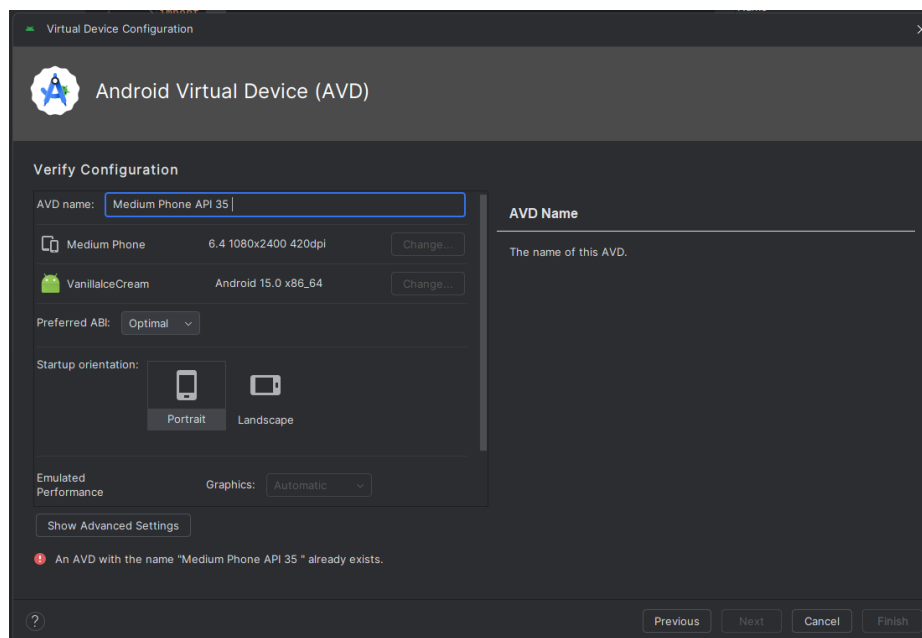 Virtual Device Configuration
Android Virtual Device (AVD)
Verify Configuration
AVD name: Medium Phone API 35
Medium Phone 6.4 1080x2400 420dpi Change...
VanillaIceCream Android 15.0 x86_64 Change...
Preferred ABI: Optimal
Startup orientation:
Portrait
Landscape
Emulated
Performance
Graphics: Automatic
Show Advanced Settings
An AVD with the name "Medium Phone API 35 " already exists.
AVD Name
The name of this AVD.
?
Previous Next Cancel Finish